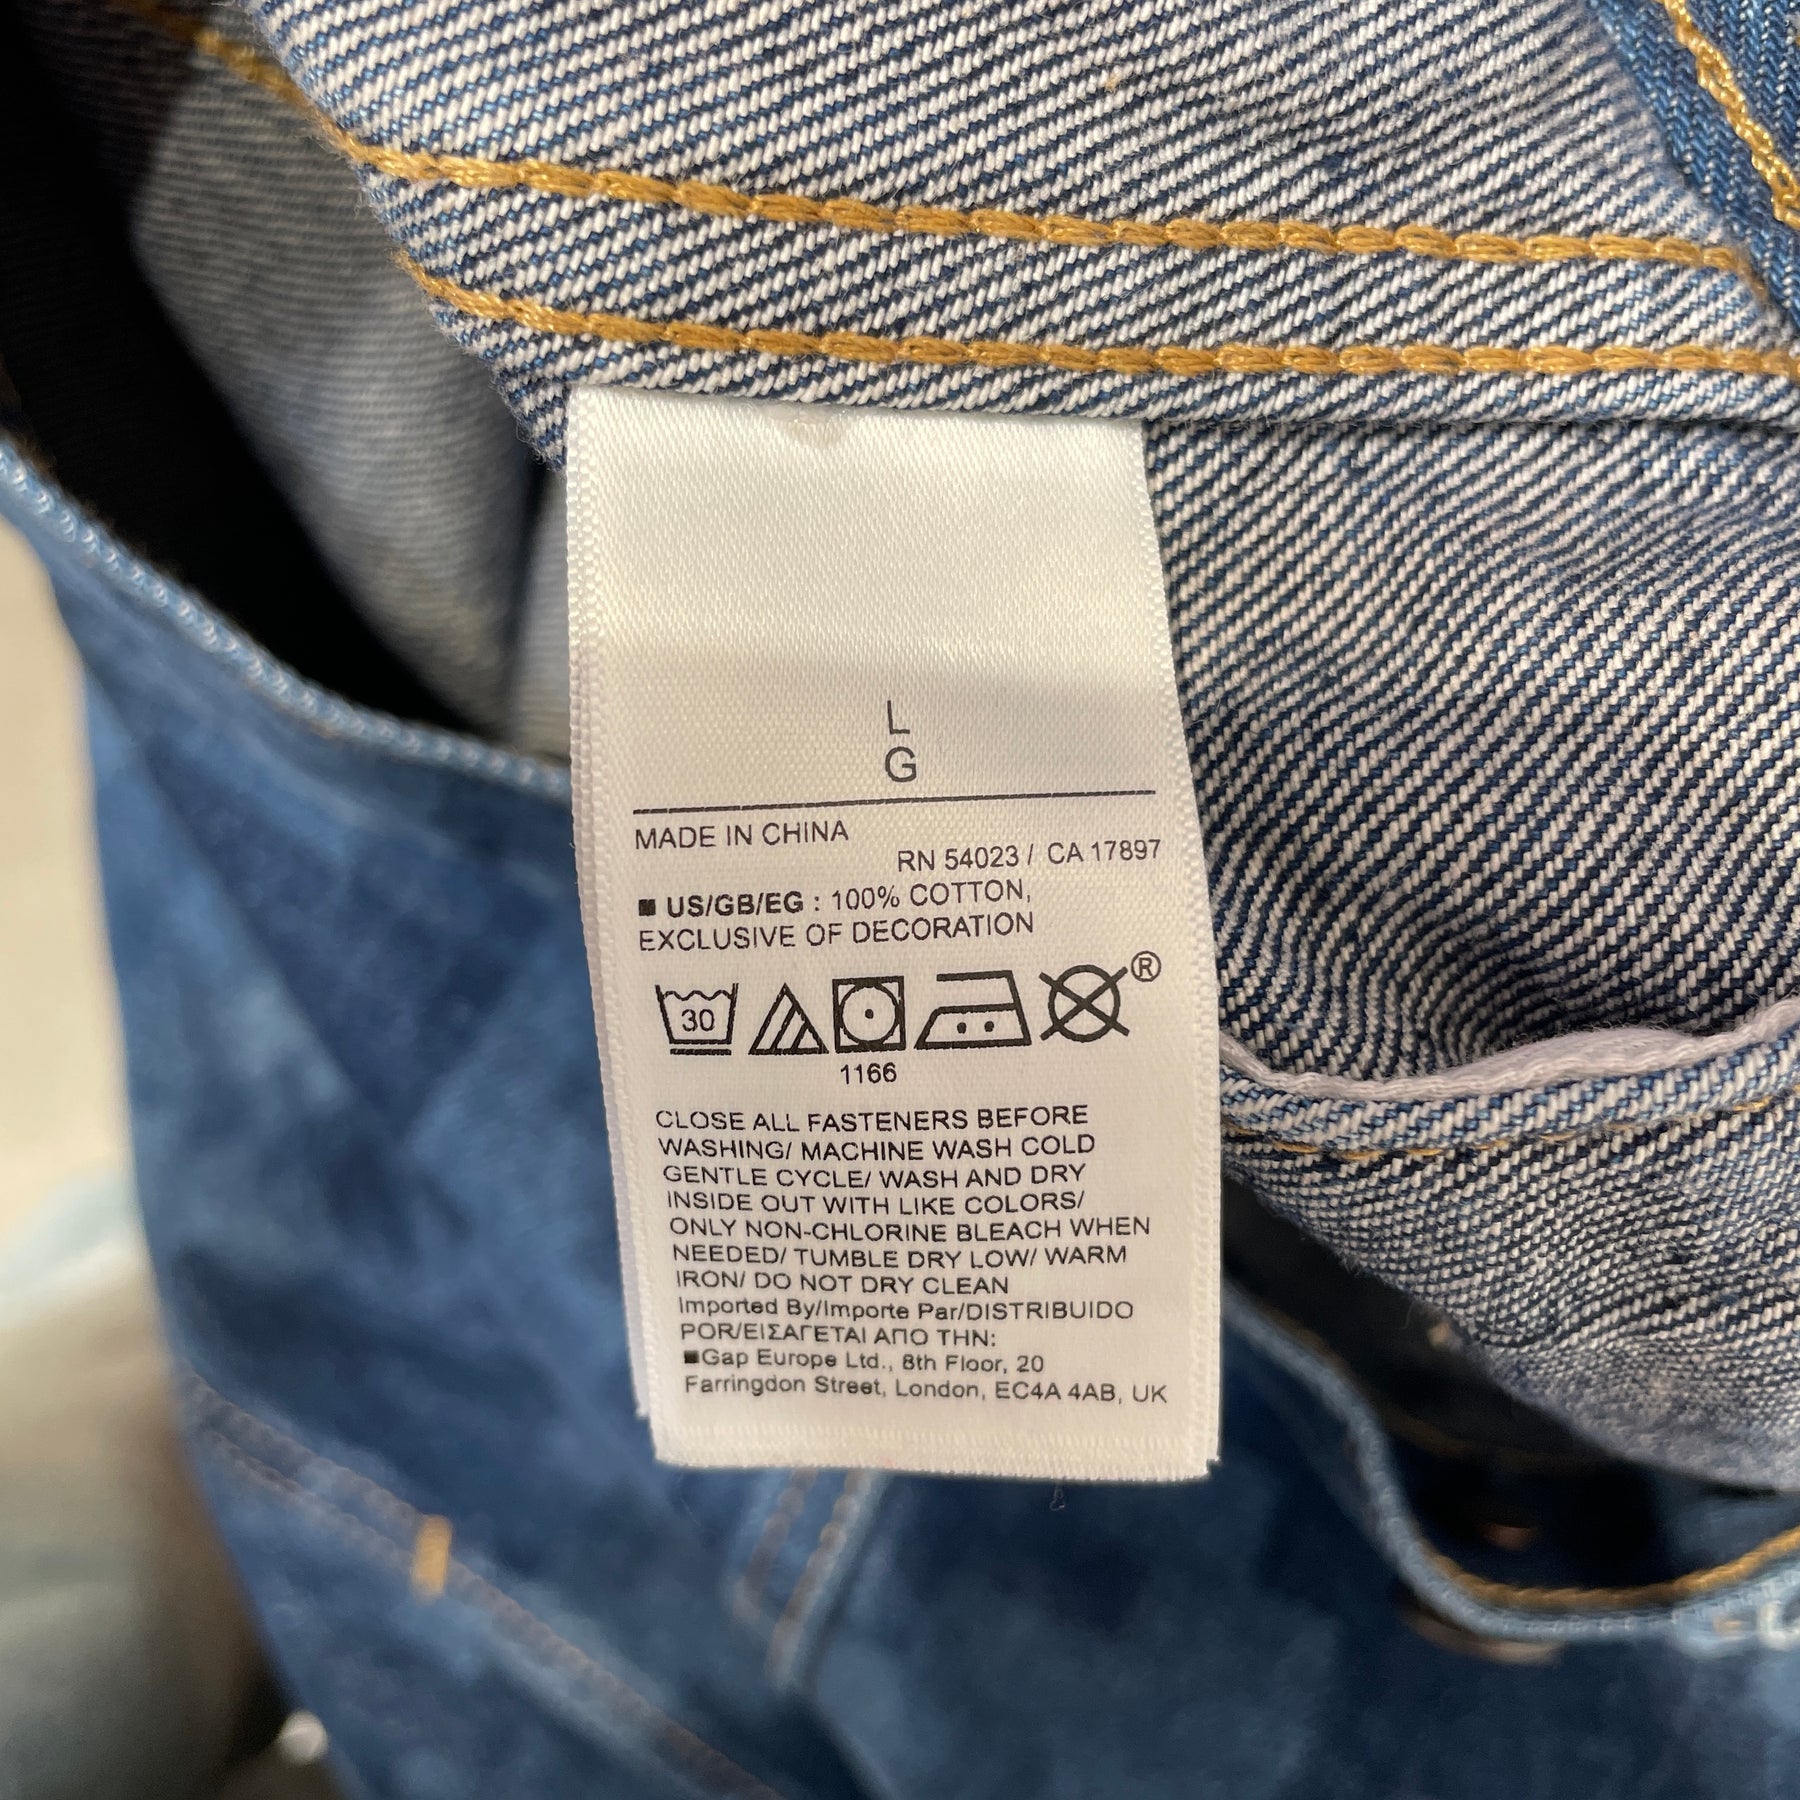 L
G
MADE IN CHINA
RN 54023 / CA 17897
■ US/GB/EG : 100% COTTON,
EXCLUSIVE OF DECORATION
30
®
1166
CLOSE ALL FASTENERS BEFORE
WASHING/ MACHINE WASH COLD
GENTLE CYCLE/ WASH AND DRY
INSIDE OUT WITH LIKE COLORS/
ONLY NON-CHLORINE BLEACH WHEN
NEEDED/ TUMBLE DRY LOW/ WARM
IRON/ DO NOT DRY CLEAN
Imported By/Importe Par/DISTRIBUIDO
POR/ΕΙΣΑΓΕΤΑΙ ΑΠΟ ΤΗΝ:
■Gap Europe Ltd., 8th Floor, 20
Farringdon Street, London, EC4A 4AB, UK